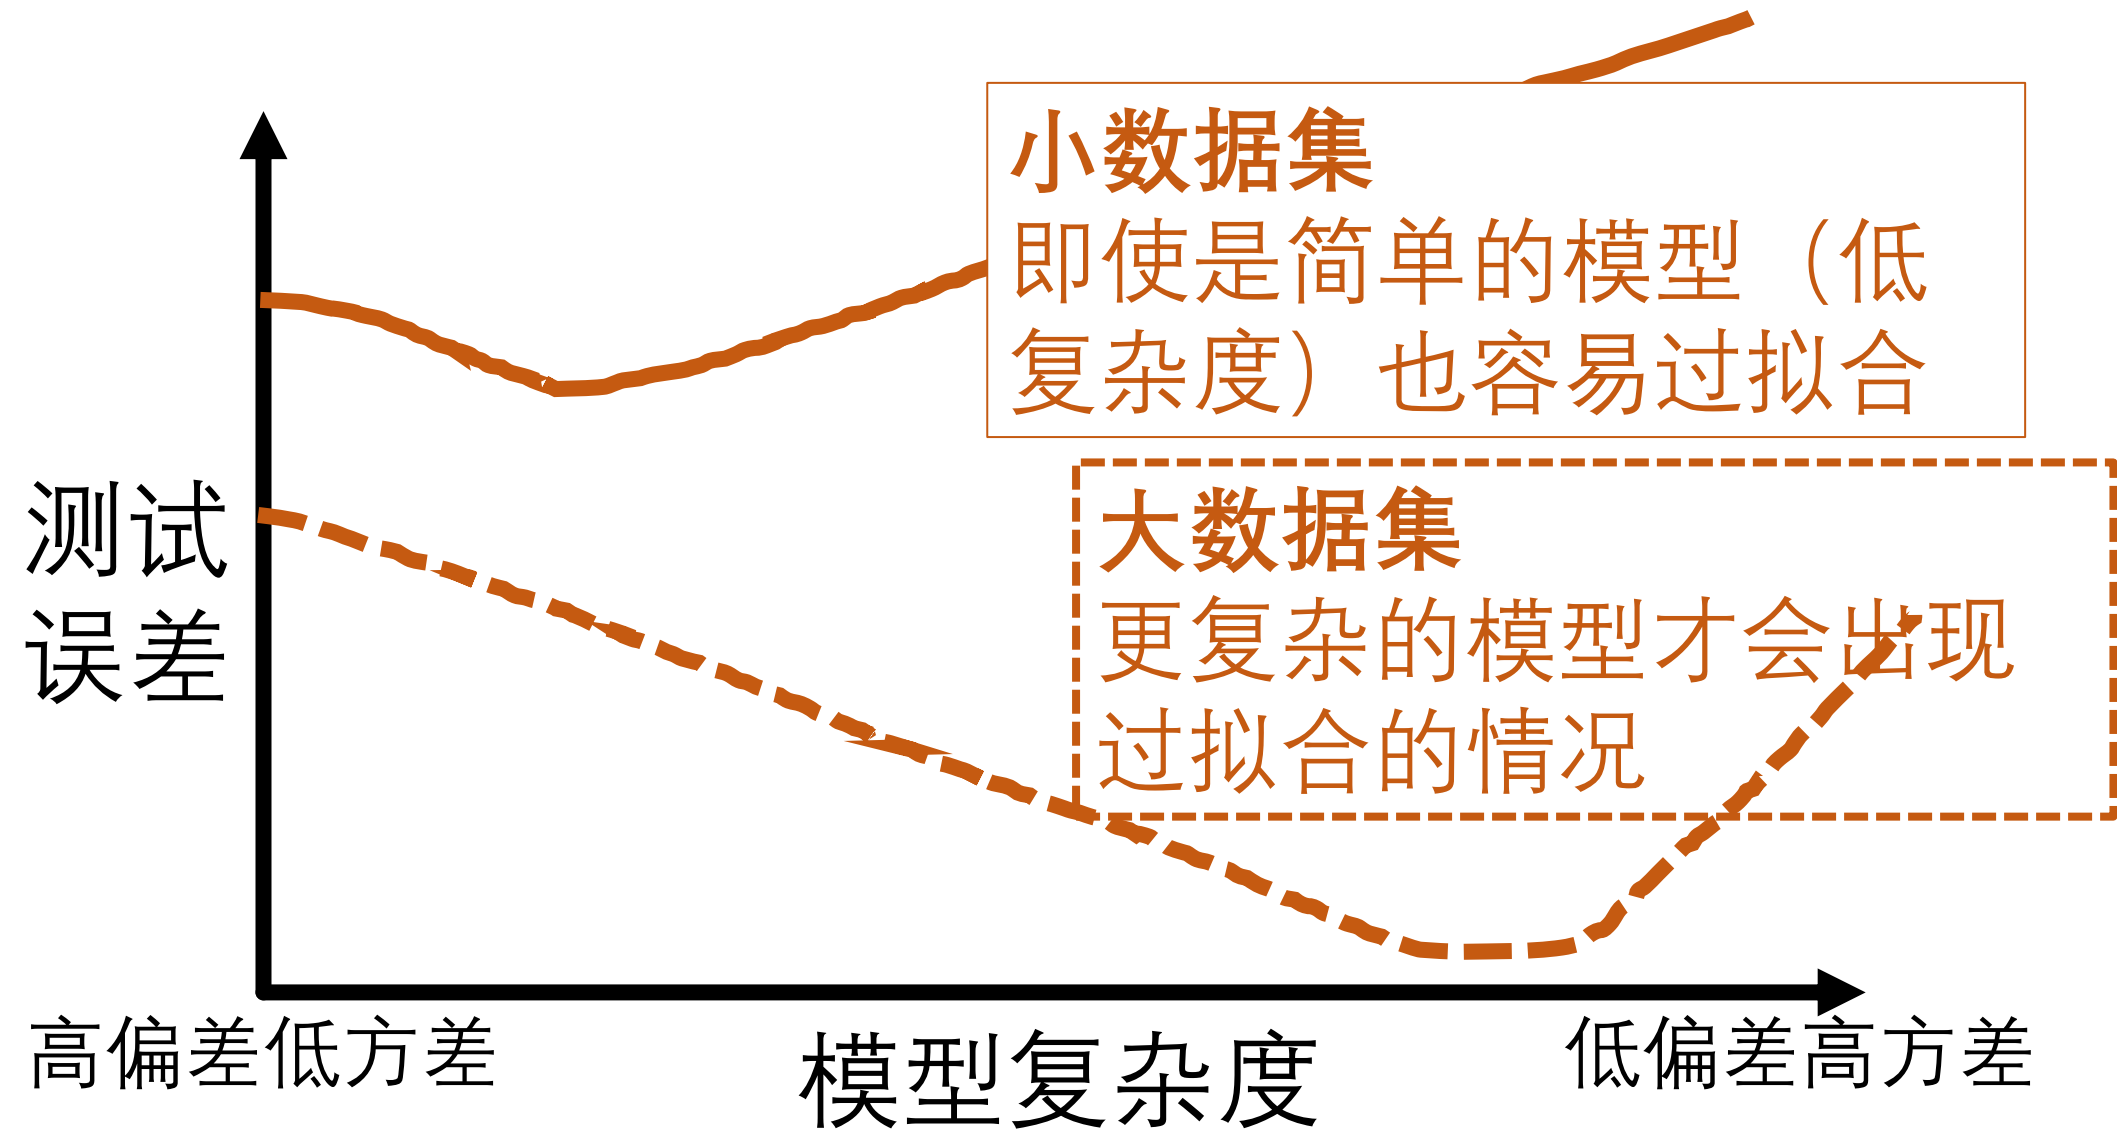 小数据集
即使是简单的模型（低
复杂度）也容易过拟合
大数据集
更复杂的模型才会出现
过拟合的情况
测试
误差
高偏差低方差
模型复杂度
低偏差高方差